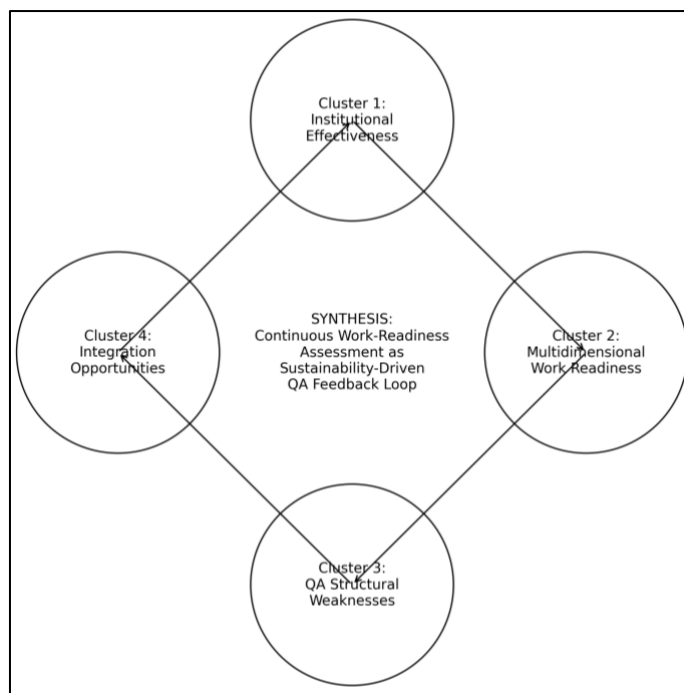 Cluster 1:
Institutional
Effectiveness
SYNTHESIS:
Continuous Work-Readiness
Assessment as
Sustainability-Driven
QA Feedback Loop
Cluster 4:
Integration
Opportunities
Cluster 2:
Multidimensional
Work Readiness
Cluster 3:
QA Structural
Weaknesses